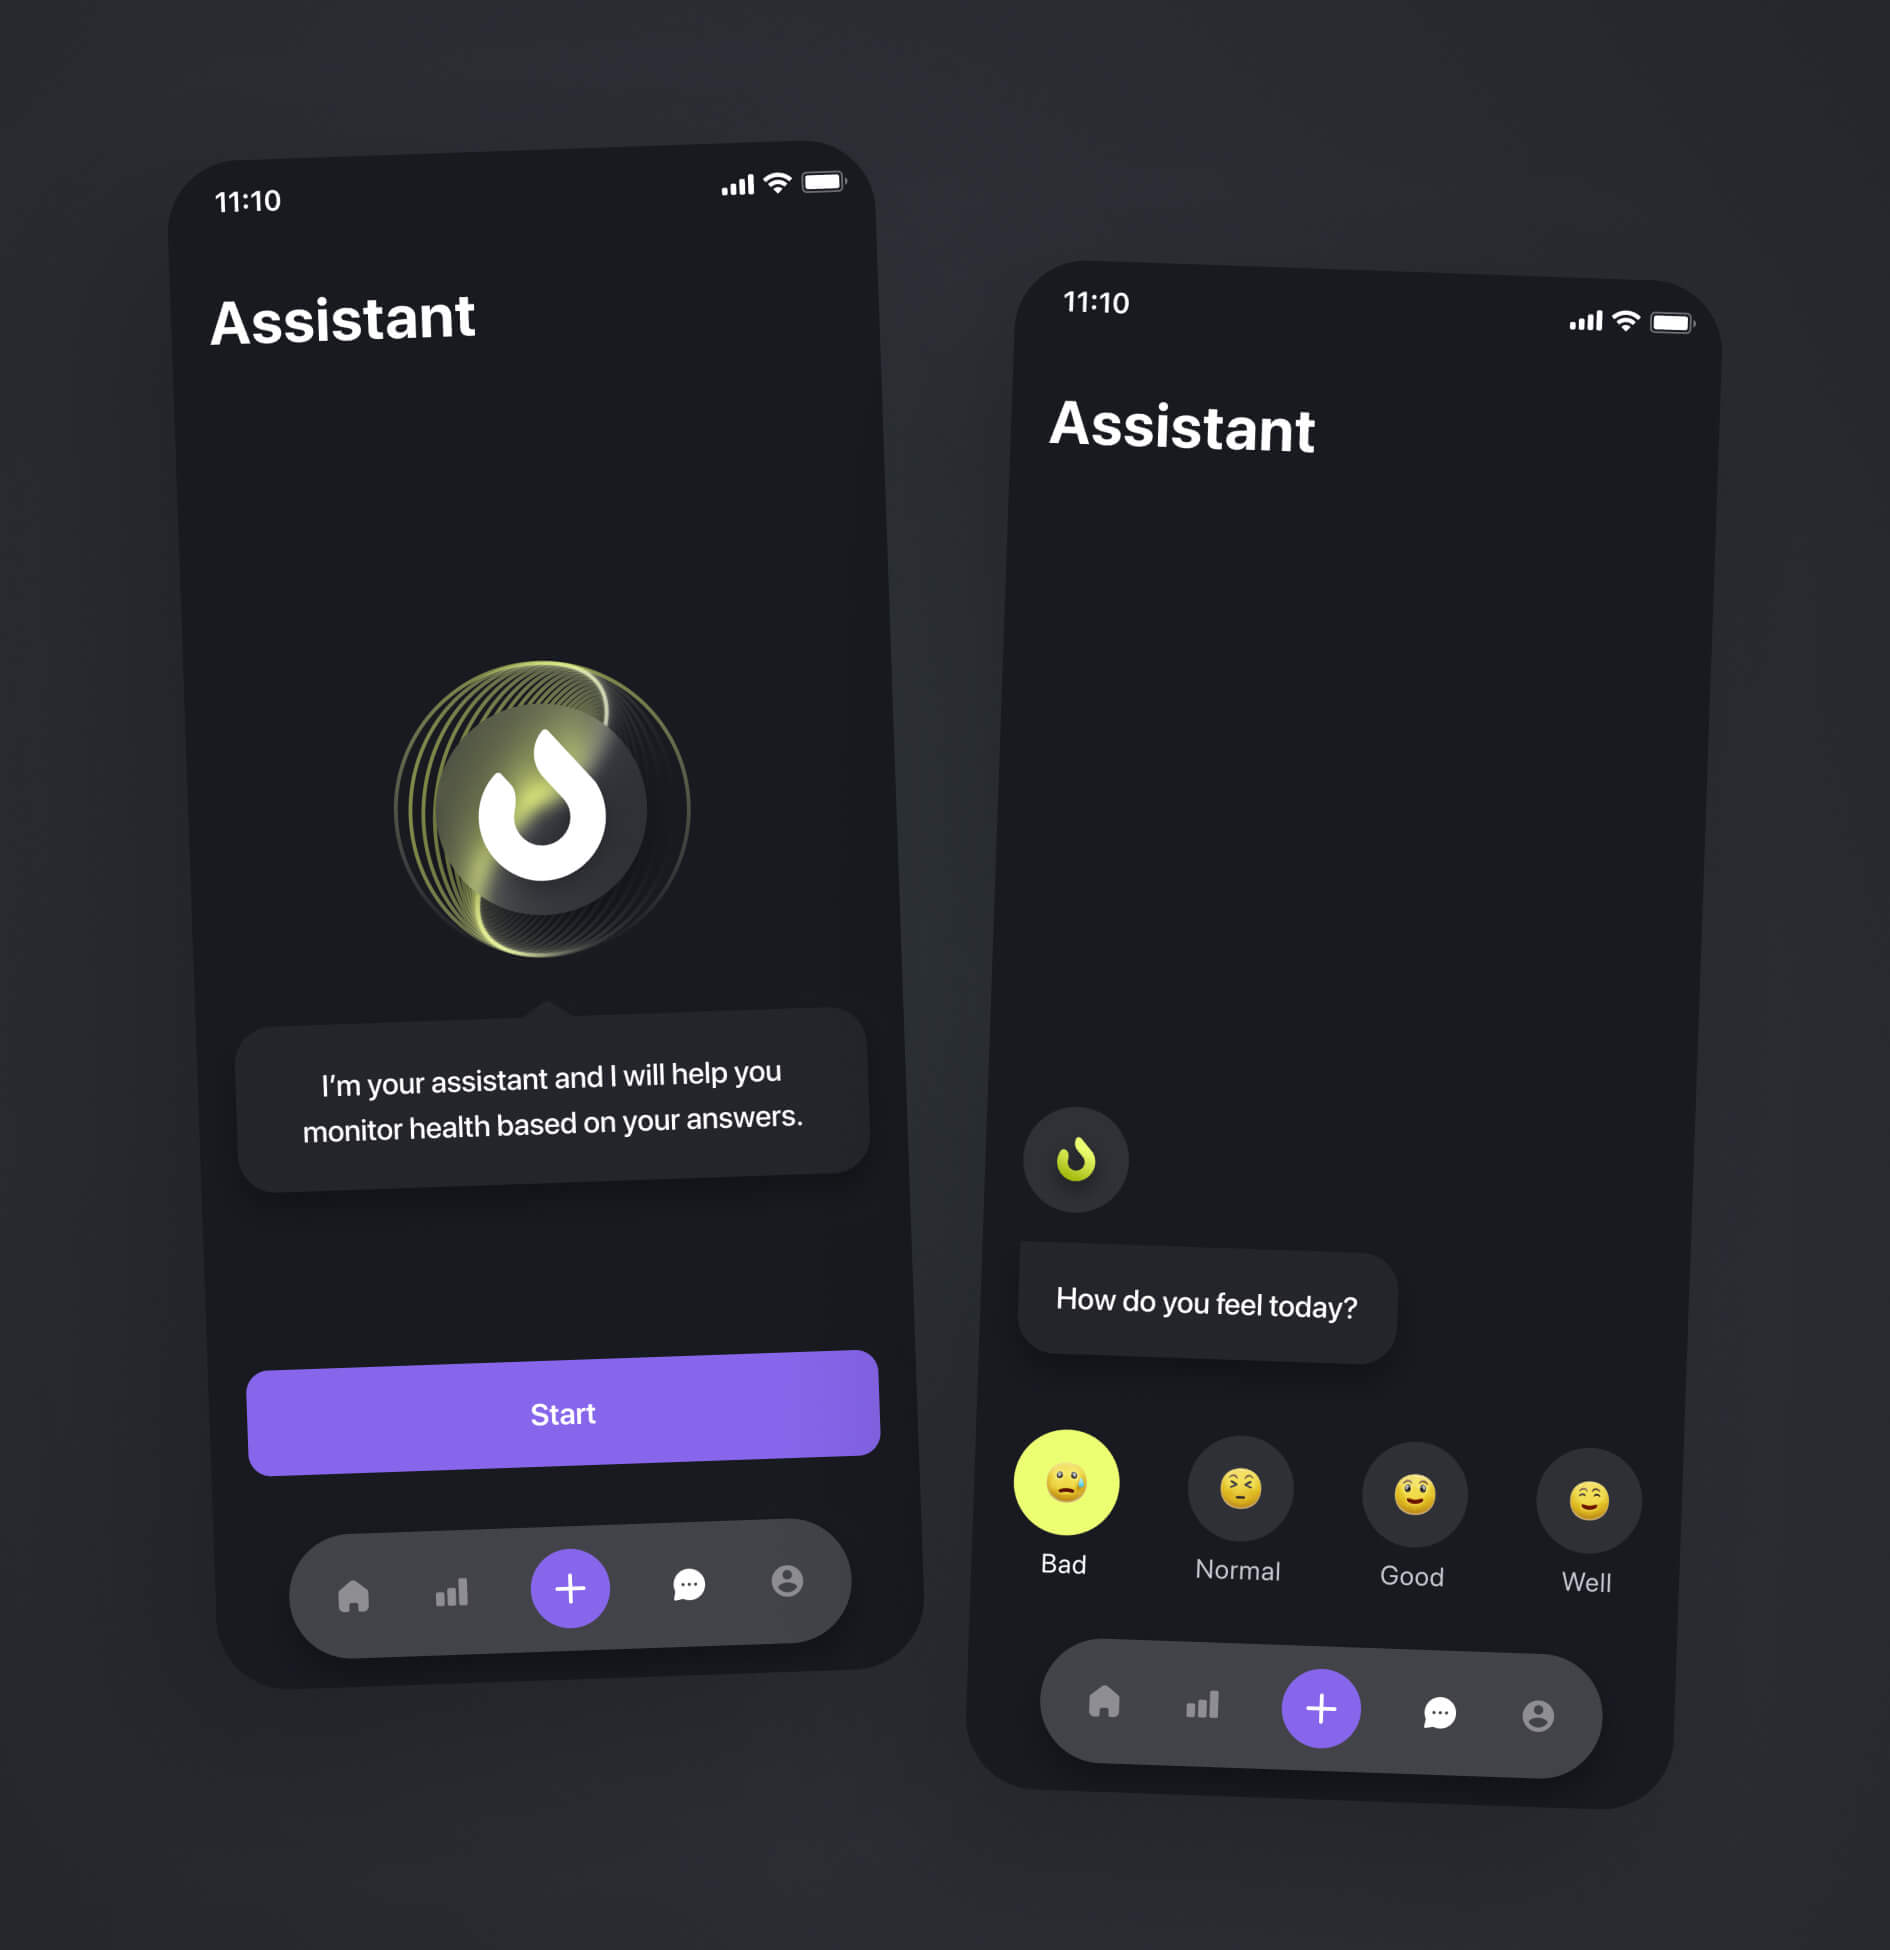 11:10
Assistant
I'm your assistant and I will help you
monitor health based on your answers.
Start
11:10
Assistant
How do you feel today?
Bad
Normal
Good
Well